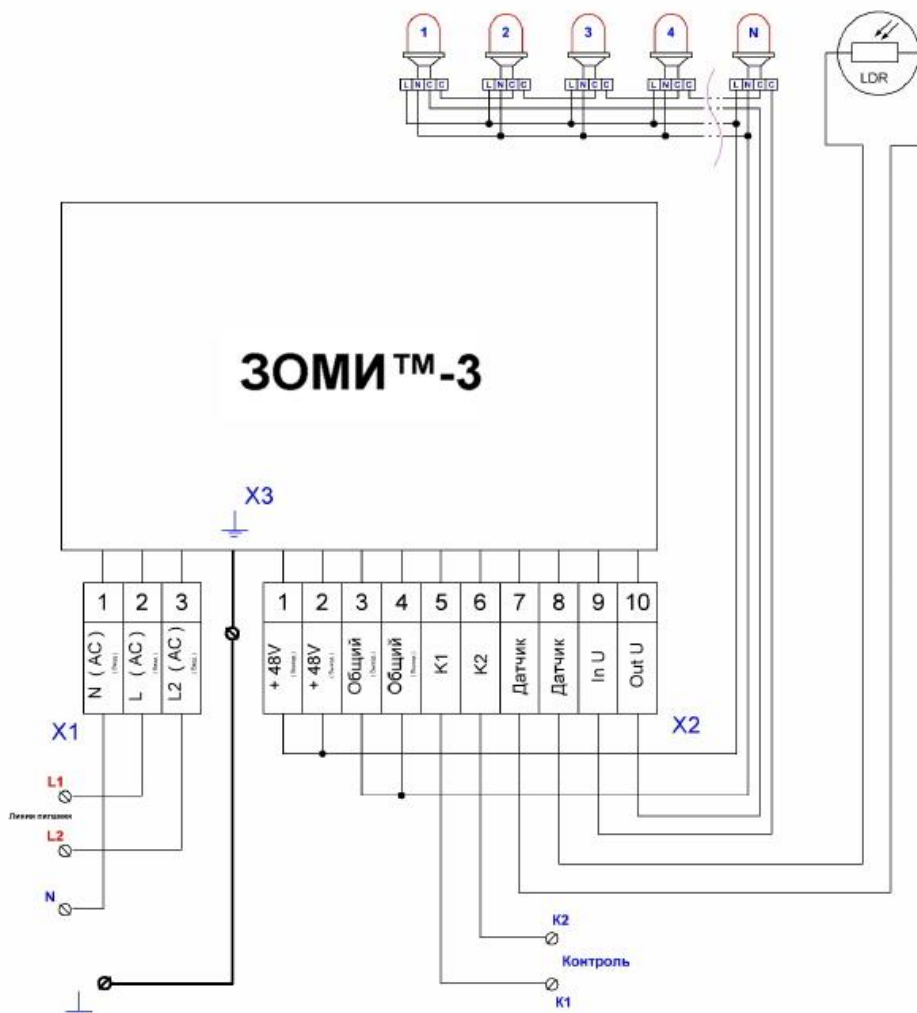 1 2 3 4 N
L N C C L N C C L N C C L N C C L N C C
LDR
ЗОМИ™-3
X3
1 2 3
N ( AC )
L ( AC )
L2 ( AC )
1 2 3 4 5 6 7 8 9 10
+ 48V
+ 48V
Общий
Общий
K1
K2
Датчик
Датчик
In U
Out U
X1
X2
L1
Линия питания
L2
N
K2
Контроль
K1